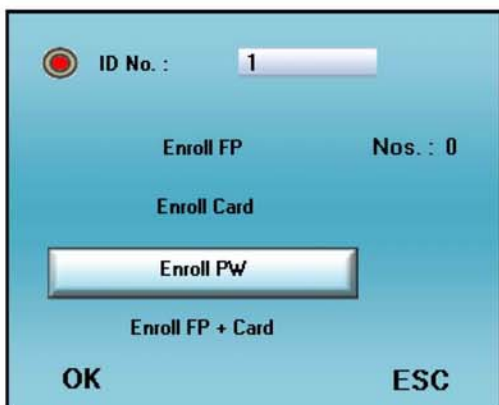 ID No. : 1
Enroll FP Nos. : 0
Enroll Card
Enroll PW
Enroll FP + Card
OK ESC